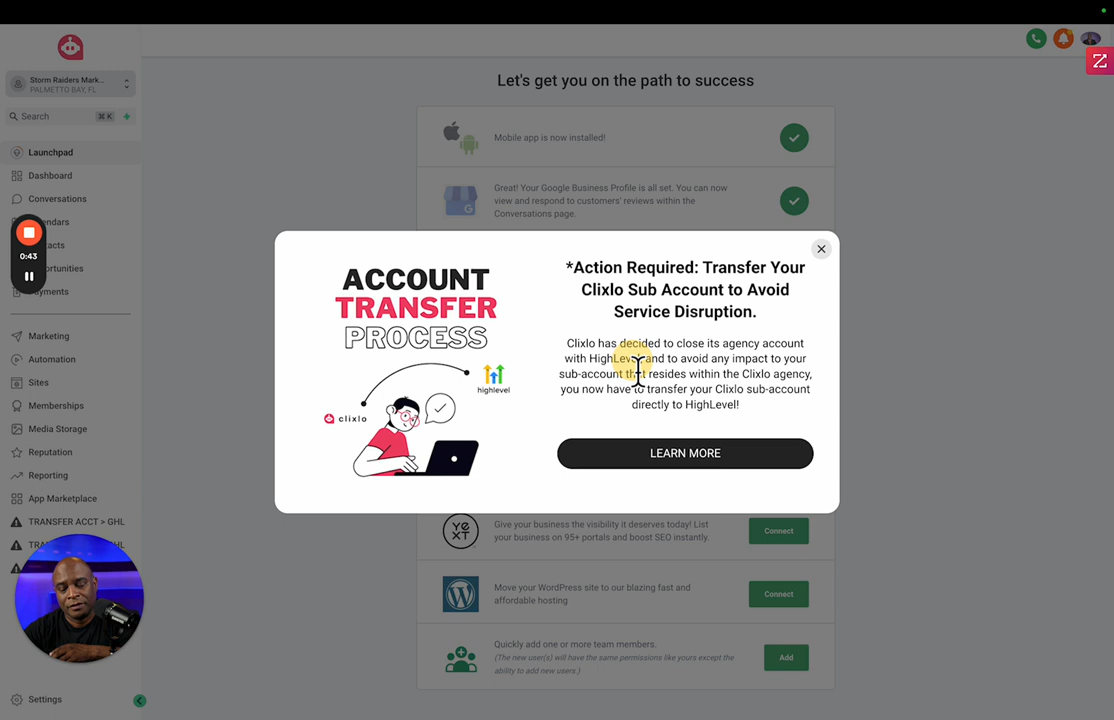 Let's get you on the path to success
Storm Raiders Mark...
PALMETTO BAY, FL
Search
⌘ K
Launchpad
Dashboard
Conversations
endars
tacts
ortunities
ments
Marketing
Automation
Sites
Memberships
Media Storage
Reputation
Reporting
App Marketplace
TRANSFER ACCT > GHL
Settings
0:43
Mobile app is now installed!
Great! Your Google Business Profile is all set. You can now
view and respond to customers' reviews within the
Conversations page.
ACCOUNT
TRANSFER
PROCESS
highlevel
clixlo
*Action Required: Transfer Your
Clixlo Sub Account to Avoid
Service Disruption.
Clixlo has decided to close its agency account
with HighLevel and to avoid any impact to your
sub-account that resides within the Clixlo agency,
you now have to transfer your Clixlo sub-account
directly to HighLevel!
LEARN MORE
YEXT
Give your business the visibility it deserves today! List
your business on 95+ portals and boost SEO instantly.
Connect
Move your WordPress site to our blazing fast and
affordable hosting
Connect
Quickly add one or more team members.
(The new user(s) will have the same permissions like yours except the
ability to add new users.)
Add